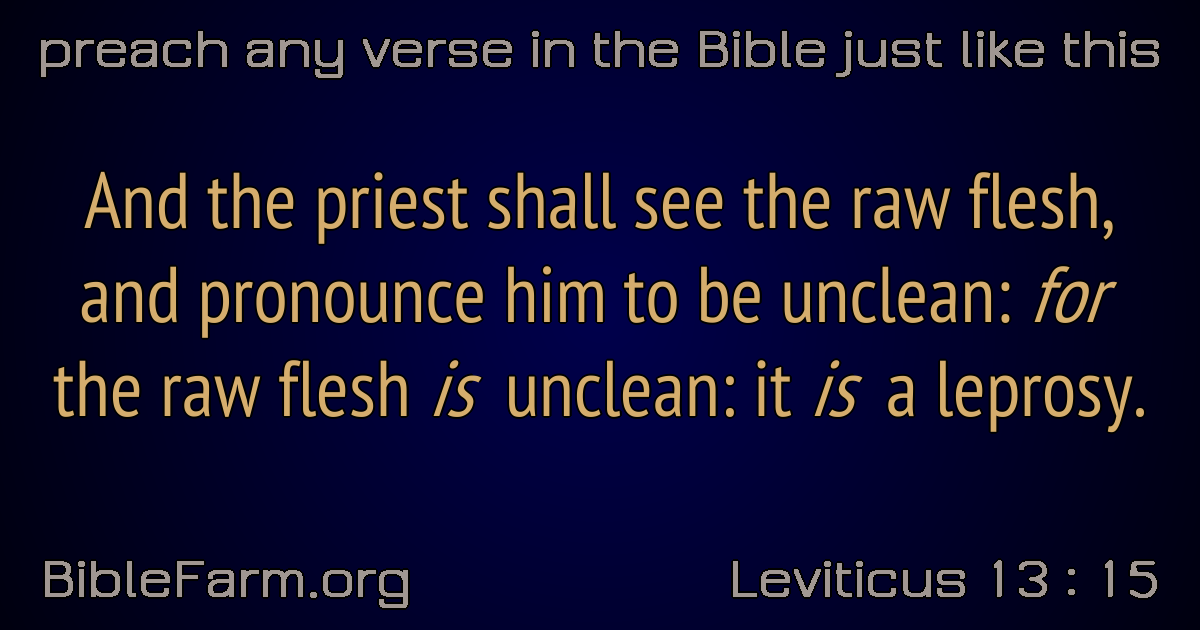 preach any verse in the Bible just like this
And the priest shall see the raw flesh,
and pronounce him to be unclean: for
the raw flesh is unclean: it is a leprosy.
BibleFarm.org
Leviticus 13 : 15